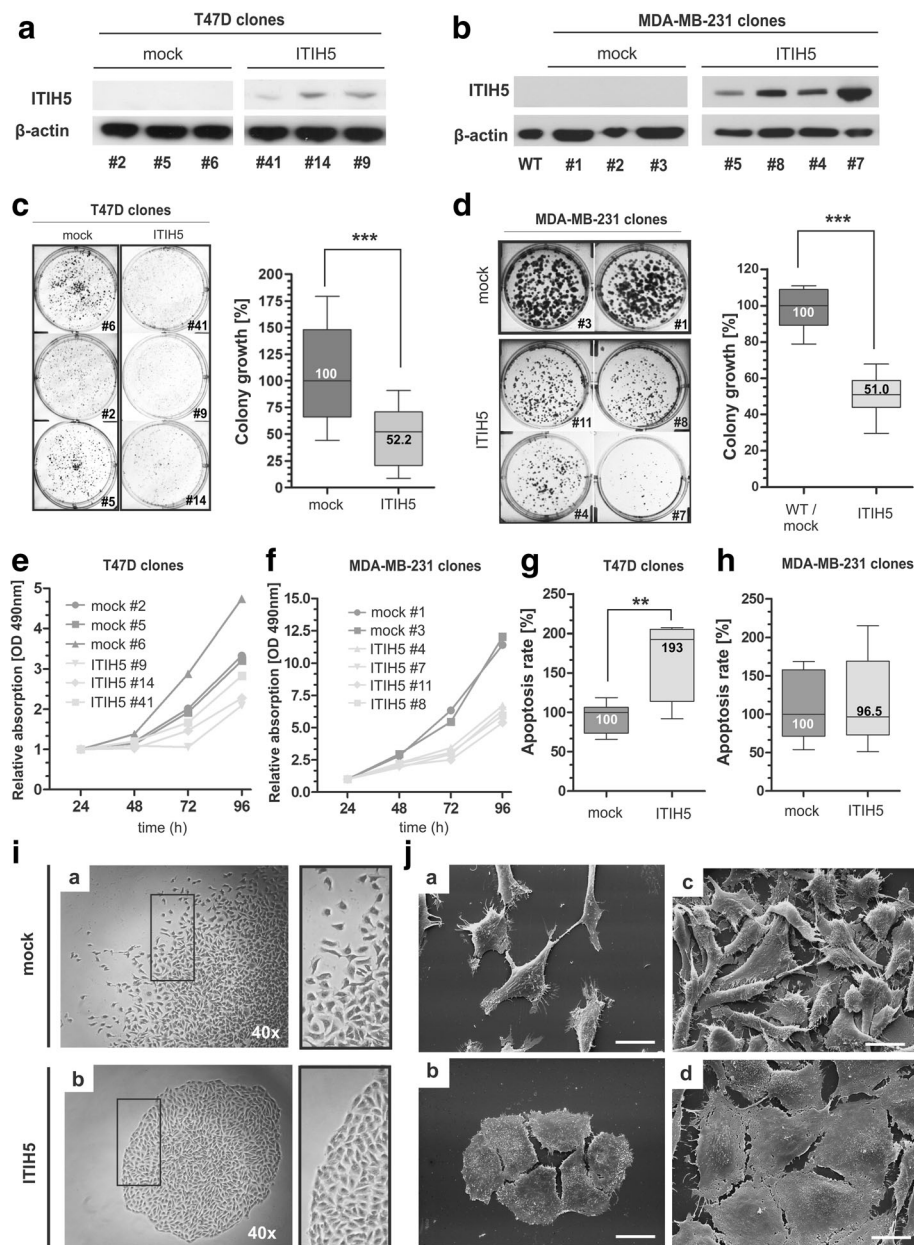 a
T47D clones
mock
ITIH5
ITIH5
β-actin
#2 #5 #6 #41 #14 #9
b
MDA-MB-231 clones
mock
ITIH5
ITIH5
β-actin
WT #1 #2 #3 #5 #8 #4 #7
c
T47D clones
mock ITIH5
#6 #41
#2 #9
#5 #14
Colony growth [%]
200
175
150
125
100
75
50
25
0
***
100
52.2
mock ITIH5
d
MDA-MB-231 clones
mock
#3 #1
ITIH5
#11 #8
#4 #7
Colony growth [%]
120
100
80
60
40
20
0
***
100
51.0
WT / mock
ITIH5
e
T47D clones
Relative absorption [OD 490nm]
5
4
3
2
1
0
mock #2
mock #5
mock #6
ITIH5 #9
ITIH5 #14
ITIH5 #41
24 48 72 96
time (h)
f
MDA-MB-231 clones
Relative absorption [OD 490nm]
15.0
12.5
10.0
7.5
5.0
2.5
0
mock #1
mock #3
ITIH5 #4
ITIH5 #7
ITIH5 #11
ITIH5 #8
24 48 72 96
time (h)
g
T47D clones
Apoptosis rate [%]
250
200
150
100
50
0
**
100
193
mock ITIH5
h
MDA-MB-231 clones
Apoptosis rate [%]
250
200
150
100
50
0
100
96.5
mock ITIH5
i
mock
a
40x
ITIH5
b
40x
j
a
c
b
d